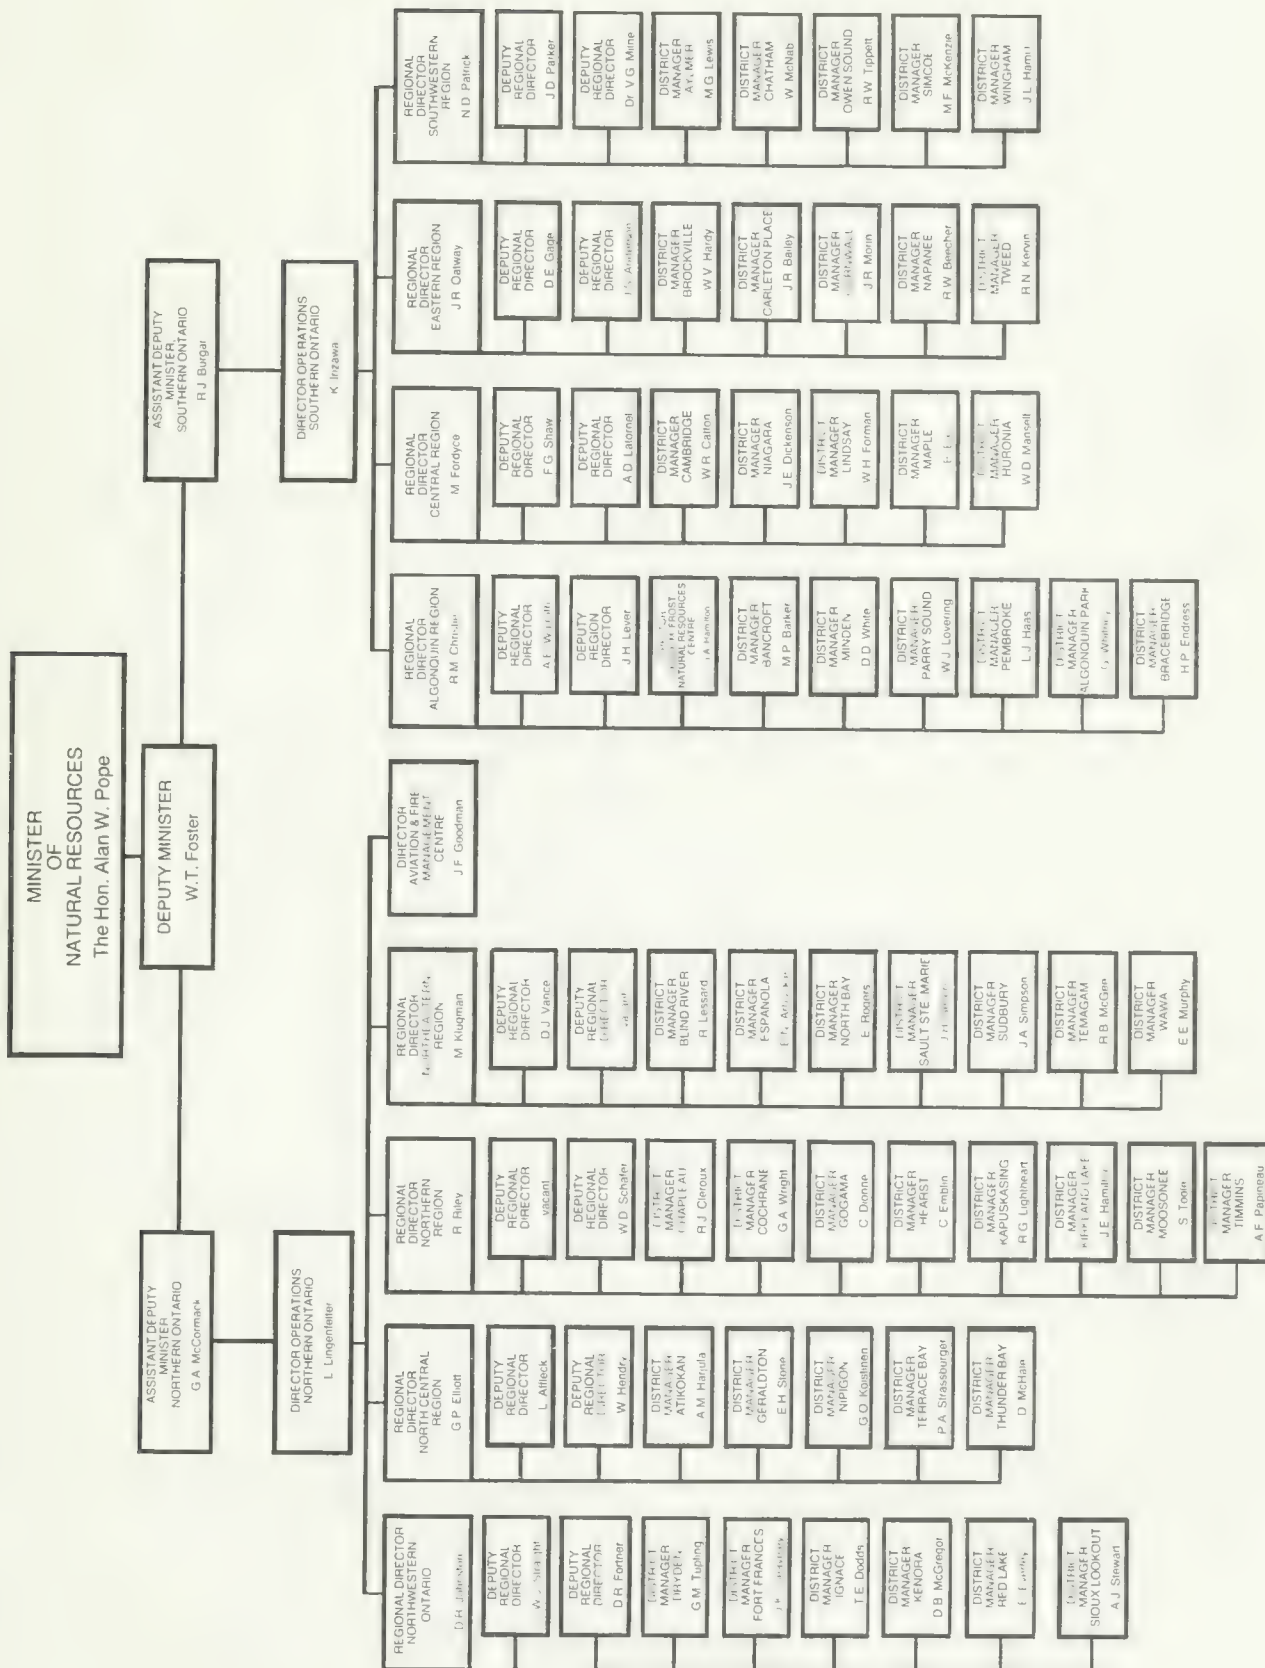 MINISTER
OF
NATURAL RESOURCES
The Hon. Alan W. Pope
DEPUTY MINISTER
W.T. Foster
ASSISTANT DEPUTY
MINISTER
NORTHERN ONTARIO
G A McCormack
ASSISTANT DEPUTY
MINISTER,
SOUTHERN ONTARIO
R J Burgar
DIRECTOR OPERATIONS
NORTHERN ONTARIO
L Lingenfelter
DIRECTOR OPERATIONS
SOUTHERN ONTARIO
K Irizawa
REGIONAL DIRECTOR
NORTHWESTERN
ONTARIO
D R Johnston
DEPUTY
REGIONAL
DIRECTOR
DEPUTY
REGIONAL
DIRECTOR
D R Fortner
DISTRICT
MANAGER
DRYDEN
G M Tupling
DISTRICT
MANAGER
FORT FRANCES
DISTRICT
MANAGER
IGNACE
T E Dodds
DISTRICT
MANAGER
KENORA
D B McGregor
DISTRICT
MANAGER
RED LAKE
DISTRICT
MANAGER
SIOUX LOOKOUT
A J Stewart
REGIONAL
DIRECTOR
NORTH CENTRAL
REGION
G P Elliott
DEPUTY
REGIONAL
DIRECTOR
L Affleck
DEPUTY
REGIONAL
DIRECTOR
W Hendry
DISTRICT
MANAGER
ATIKOKAN
A M Harjula
DISTRICT
MANAGER
GERALDTON
E H Stone
DISTRICT
MANAGER
NIPIGON
G O Koistinen
DISTRICT
MANAGER
TERRACE BAY
P A Strassburger
DISTRICT
MANAGER
THUNDER BAY
D McHale
REGIONAL
DIRECTOR
NORTHERN
REGION
R Riley
DEPUTY
REGIONAL
DIRECTOR
vacant
DEPUTY
REGIONAL
DIRECTOR
W D Schafer
DISTRICT
MANAGER
CHAPLEAU
R J Cleroux
DISTRICT
MANAGER
COCHRANE
G A Wright
DISTRICT
MANAGER
GOGAMA
C Dionne
DISTRICT
MANAGER
HEARST
C Emblin
DISTRICT
MANAGER
KAPUSKASING
R G Lightheart
DISTRICT
MANAGER
KIRKLAND LAKE
J E Hamilton
DISTRICT
MANAGER
MOOSONEE
S Toole
DISTRICT
MANAGER
TIMMINS
A F Papineau
REGIONAL
DIRECTOR
NORTHEASTERN
REGION
M Klugman
DEPUTY
REGIONAL
DIRECTOR
D J Vance
DEPUTY
REGIONAL
DIRECTOR
DISTRICT
MANAGER
BLIND RIVER
R Lessard
DISTRICT
MANAGER
ESPANOLA
DISTRICT
MANAGER
NORTH BAY
E Rogers
DISTRICT
MANAGER
SAULT STE MARIE
DISTRICT
MANAGER
SUDBURY
J A Simpson
DISTRICT
MANAGER
TEMAGAMI
R B McGee
DISTRICT
MANAGER
WAWA
E E Murphy
DIRECTOR
AVIATION & FIRE
MANAGEMENT
CENTRE
J F Goodman
REGIONAL
DIRECTOR
ALGONQUIN REGION
R M Christie
DEPUTY
REGIONAL
DIRECTOR
DEPUTY
REGION
DIRECTOR
J H Lever
FROST
NATURAL RESOURCES
CENTRE
Hamilton
DISTRICT
MANAGER
BANCROFT
M P Barker
DISTRICT
MANAGER
MINDEN
D D White
DISTRICT
MANAGER
PARRY SOUND
W J Lovering
DISTRICT
MANAGER
PEMBROKE
L J Haas
DISTRICT
MANAGER
ALGONQUIN PARK
DISTRICT
MANAGER
BRACEBRIDGE
H P Endress
REGIONAL
DIRECTOR
CENTRAL REGION
M Fordyce
DEPUTY
REGIONAL
DIRECTOR
F G Shaw
DEPUTY
REGIONAL
DIRECTOR
A D Latornel
DISTRICT
MANAGER
CAMBRIDGE
W R Catton
DISTRICT
MANAGER
NIAGARA
J E Dickenson
DISTRICT
MANAGER
LINDSAY
W H Forman
DISTRICT
MANAGER
MAPLE
DISTRICT
MANAGER
HURONIA
W D Mansell
REGIONAL
DIRECTOR
EASTERN REGION
J R Oatway
DEPUTY
REGIONAL
DIRECTOR
D E Gage
DEPUTY
REGIONAL
DIRECTOR
DISTRICT
MANAGER
BROCKVILLE
W V Hardy
DISTRICT
MANAGER
CARLETON PLACE
J R Bailey
DISTRICT
MANAGER
CORNWALL
J R Morin
DISTRICT
MANAGER
NAPANEE
R W Beecher
DISTRICT
MANAGER
TWEED
R N Kervin
REGIONAL
DIRECTOR
SOUTHWESTERN
REGION
N D Patrick
DEPUTY
REGIONAL
DIRECTOR
J D Parker
DEPUTY
REGIONAL
DIRECTOR
Dr V G Milne
DISTRICT
MANAGER
AYLMER
M G Lewis
DISTRICT
MANAGER
CHATHAM
W McNab
DISTRICT
MANAGER
OWEN SOUND
R W Tippett
DISTRICT
MANAGER
SIMCOE
M F McKenzie
DISTRICT
MANAGER
WINGHAM
J L Hamill